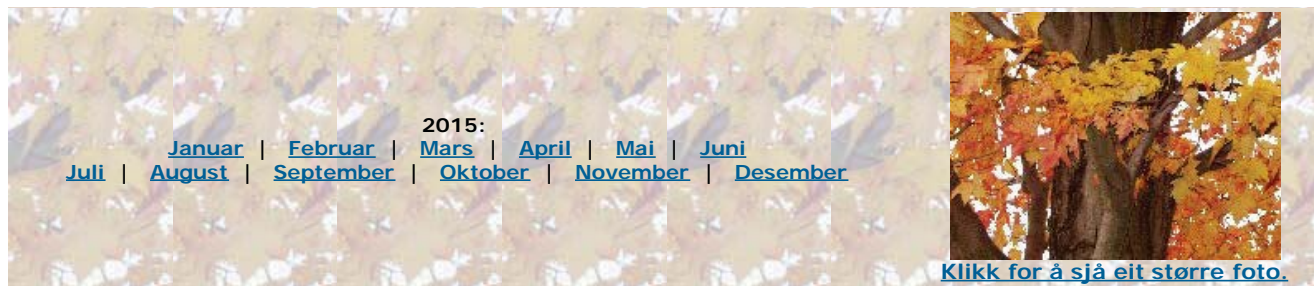 2015:
Januar | Februar | Mars | April | Mai | Juni
Juli | August | September | Oktober | November | Desember
Klikk for å sjå eit større foto.